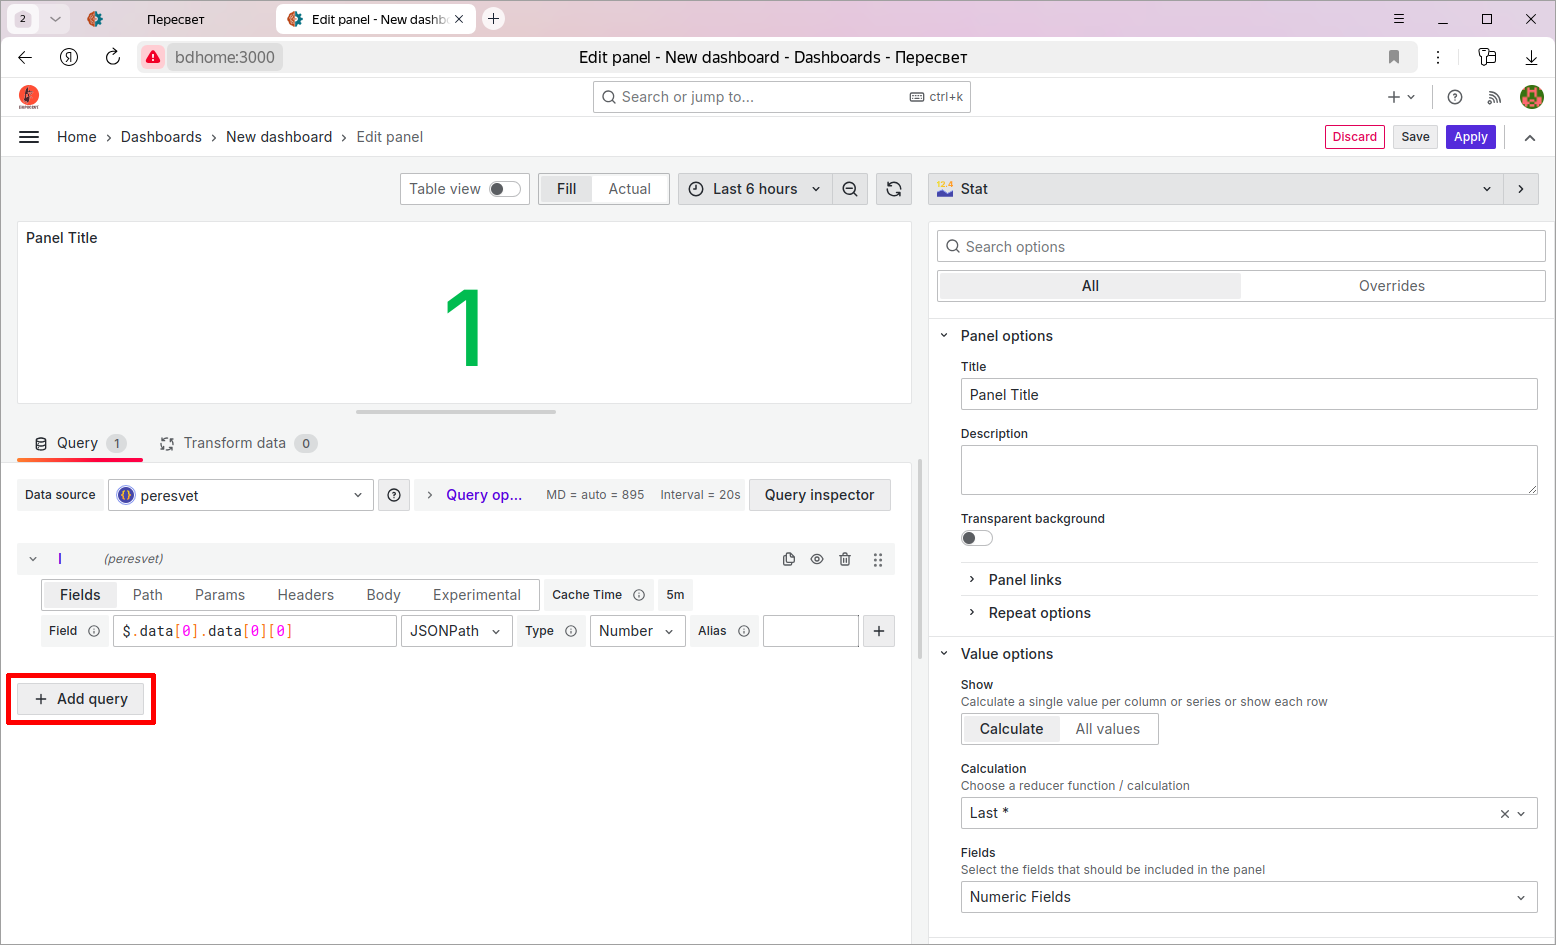 2
Пересвет
Edit panel - New dashb
bdhome:3000
Edit panel - New dashboard - Dashboards - Пересвет
Search or jump to...
ctrl+k
Home › Dashboards › New dashboard › Edit panel
Discard
Save
Apply
Table view
Fill
Actual
Last 6 hours
12.4
Stat
Panel Title
1
Search options
All
Overrides
Panel options
Title
Panel Title
Description
Transparent background
Panel links
Repeat options
Query 1
Transform data 0
Data source
peresvet
Query op...
MD = auto = 895
Interval = 20s
Query inspector
I
(peresvet)
Fields
Path
Params
Headers
Body
Experimental
Cache Time
5m
Field
$.data[0].data[0][0]
JSONPath
Type
Number
Alias
+ Add query
Value options
Show
Calculate a single value per column or series or show each row
Calculate
All values
Calculation
Choose a reducer function / calculation
Last *
Fields
Select the fields that should be included in the panel
Numeric Fields